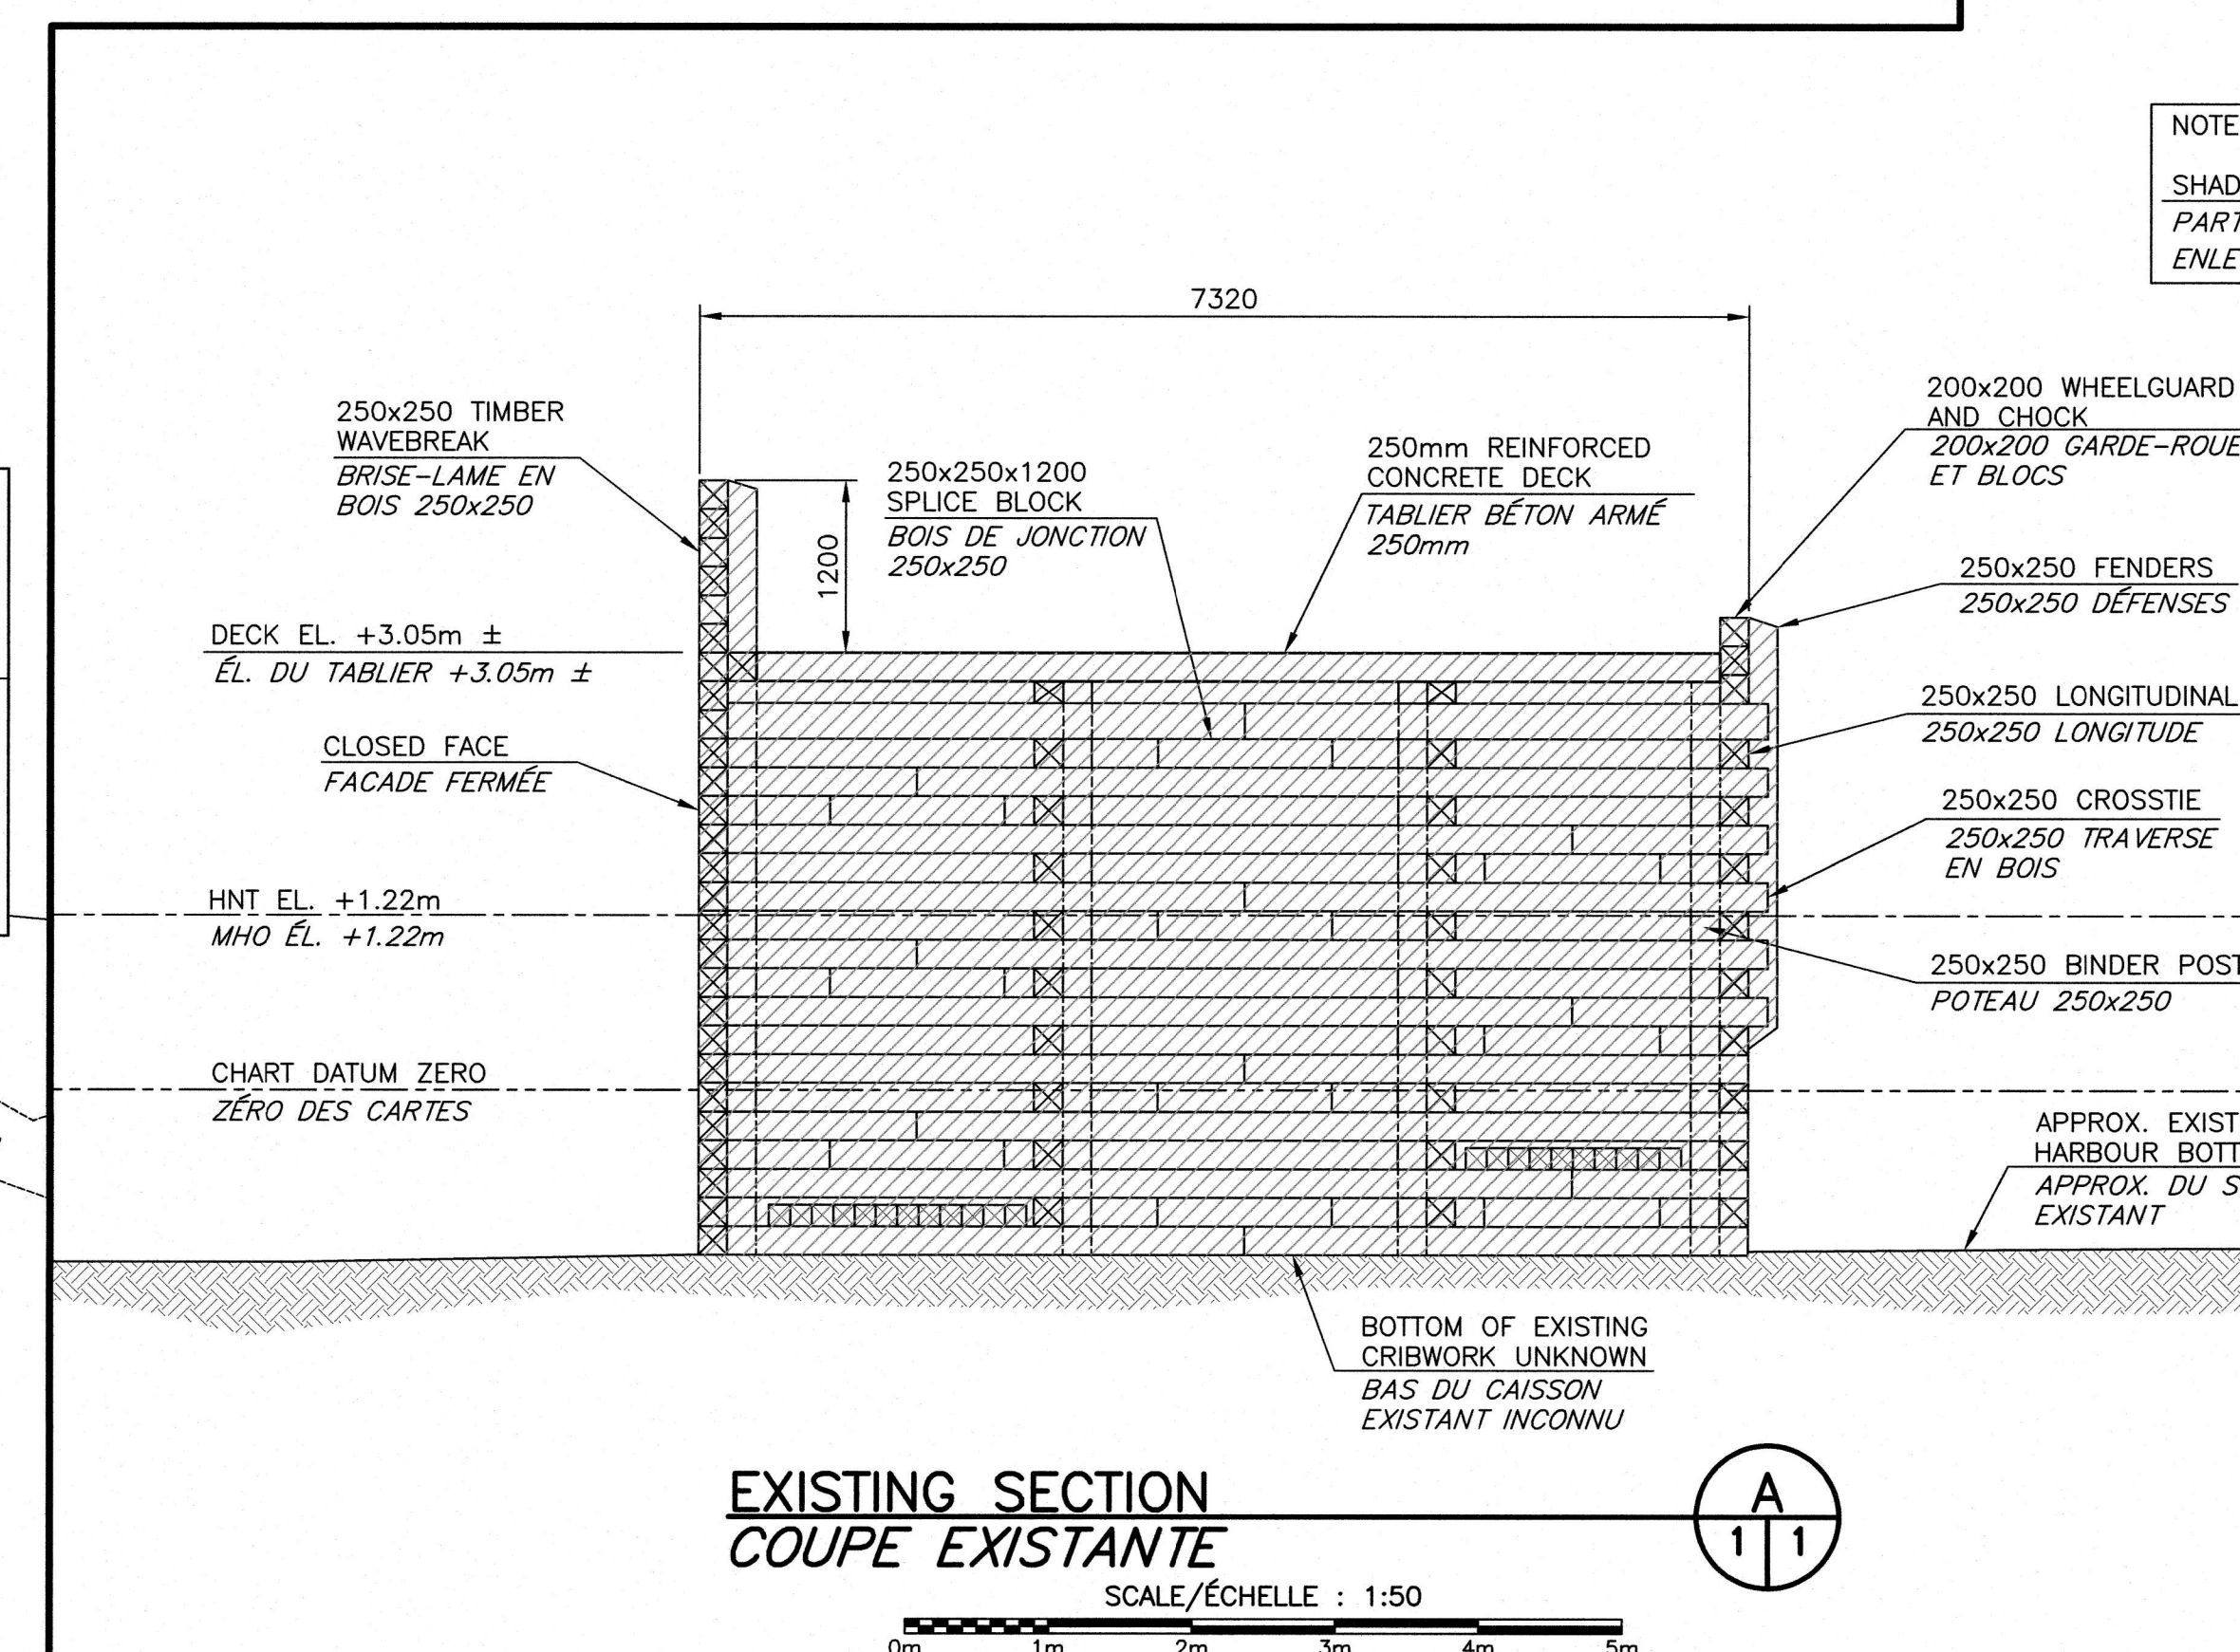 NOTE
7320
250x250 TIMBER
WAVEBREAK
BRISE-LAME EN
BOIS 250x250
1200
250x250x1200
SPLICE BLOCK
BOIS DE JONCTION
250x250
250mm REINFORCED
CONCRETE DECK
TABLIER BÉTON ARMÉ
250mm
200x200 WHEELGUARD
AND CHOCK
200x200 GARDE-ROUE
ET BLOCS
250x250 FENDERS
250x250 DÉFENSES
DECK EL. +3.05m ±
ÉL. DU TABLIER +3.05m ±
250x250 LONGITUDINAL
250x250 LONGITUDE
CLOSED FACE
FACADE FERMÉE
250x250 CROSSTIE
250x250 TRAVERSE
EN BOIS
HNT EL. +1.22m
MHO ÉL. +1.22m
250x250 BINDER POST
POTEAU 250x250
CHART DATUM ZERO
ZÉRO DES CARTES
APPROX. EXIST
HARBOUR BOTT
APPROX. DU S
EXISTANT
BOTTOM OF EXISTING
CRIBWORK UNKNOWN
BAS DU CAISSON
EXISTANT INCONNU
EXISTING SECTION
COUPE EXISTANTE
A
1 1
SCALE/ÉCHELLE : 1:50
0m 1m 2m 3m 4m 5m